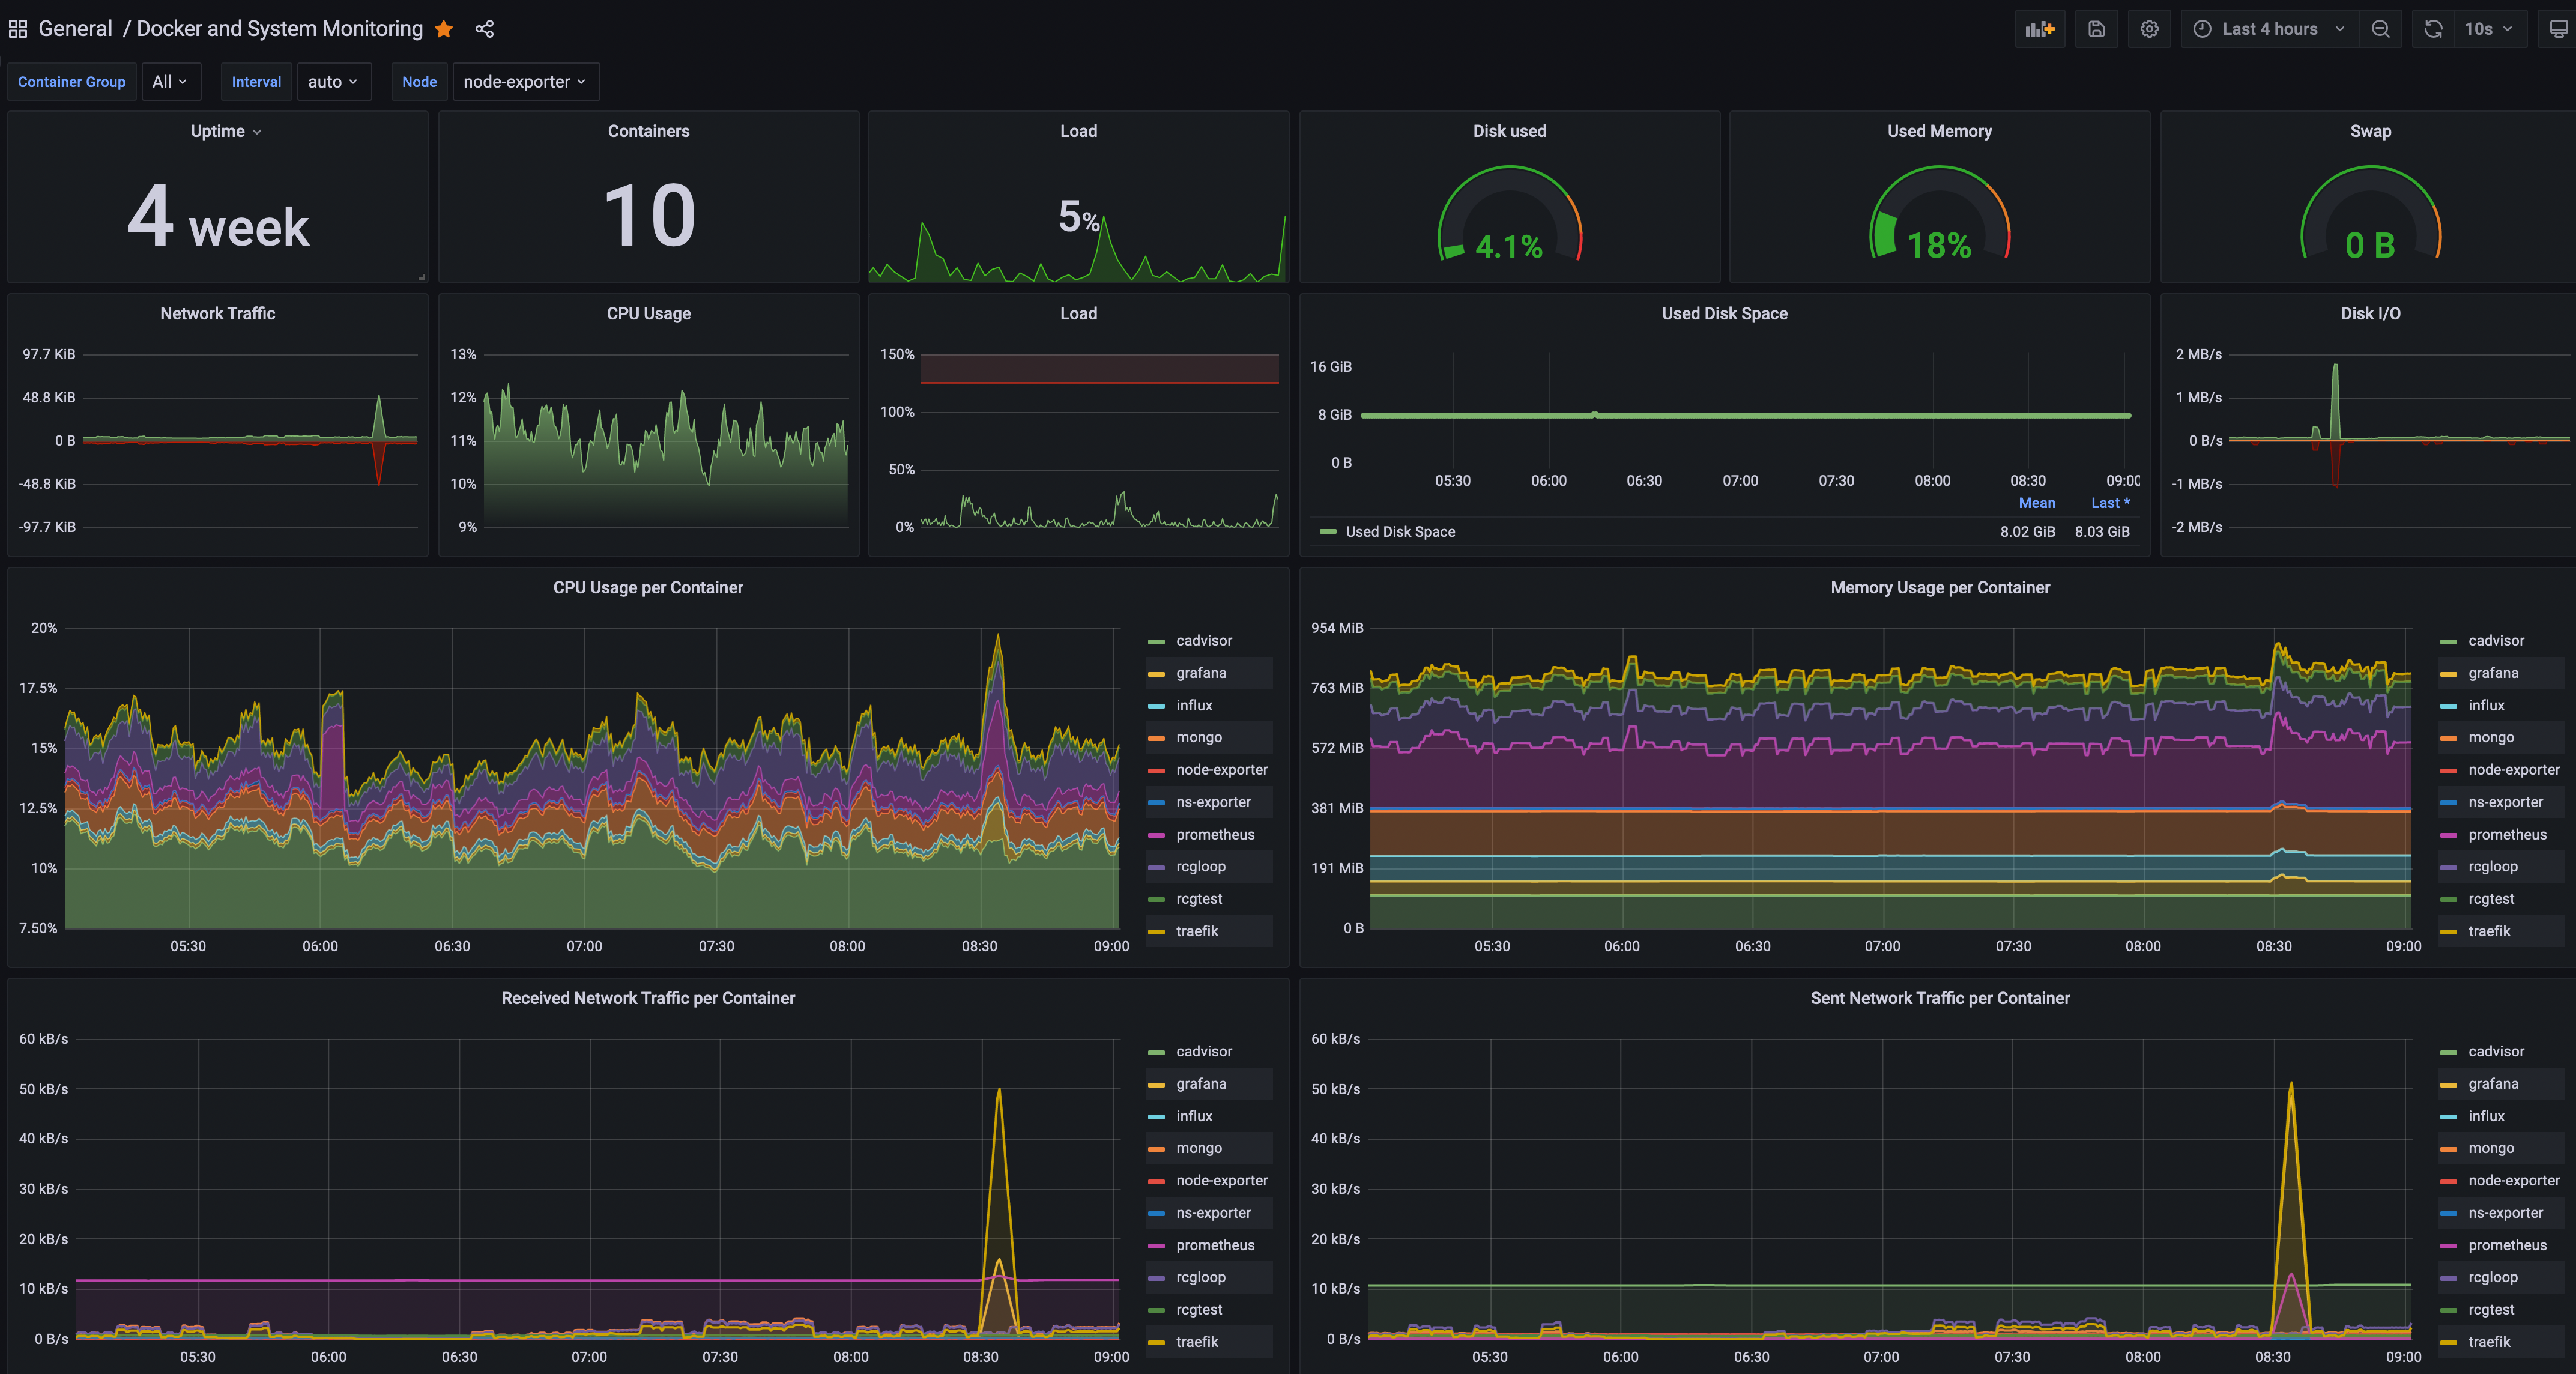 General / Docker and System Monitoring
Last 4 hours
10s
Container Group All Interval auto Node node-exporter
Uptime
4 week
Containers
10
Load
5%
Disk used
4.1%
Used Memory
18%
Swap
0 B
Network Traffic
97.7 KiB
48.8 KiB
0 B
-48.8 KiB
-97.7 KiB
CPU Usage
13%
12%
11%
10%
9%
Load
150%
100%
50%
0%
Used Disk Space
16 GiB
8 GiB
0 B
05:30 06:00 06:30 07:00 07:30 08:00 08:30 09:00
Mean Last *
Used Disk Space 8.02 GiB 8.03 GiB
Disk I/O
2 MB/s
1 MB/s
0 B/s
-1 MB/s
-2 MB/s
CPU Usage per Container
20%
17.5%
15%
12.5%
10%
7.50%
05:30 06:00 06:30 07:00 07:30 08:00 08:30 09:00
cadvisor
grafana
influx
mongo
node-exporter
ns-exporter
prometheus
rcgloop
rcgtest
traefik
Memory Usage per Container
954 MiB
763 MiB
572 MiB
381 MiB
191 MiB
0 B
05:30 06:00 06:30 07:00 07:30 08:00 08:30 09:00
cadvisor
grafana
influx
mongo
node-exporter
ns-exporter
prometheus
rcgloop
rcgtest
traefik
Received Network Traffic per Container
60 kB/s
50 kB/s
40 kB/s
30 kB/s
20 kB/s
10 kB/s
0 B/s
05:30 06:00 06:30 07:00 07:30 08:00 08:30 09:00
cadvisor
grafana
influx
mongo
node-exporter
ns-exporter
prometheus
rcgloop
rcgtest
traefik
Sent Network Traffic per Container
60 kB/s
50 kB/s
40 kB/s
30 kB/s
20 kB/s
10 kB/s
0 B/s
05:30 06:00 06:30 07:00 07:30 08:00 08:30 09:00
cadvisor
grafana
influx
mongo
node-exporter
ns-exporter
prometheus
rcgloop
rcgtest
traefik